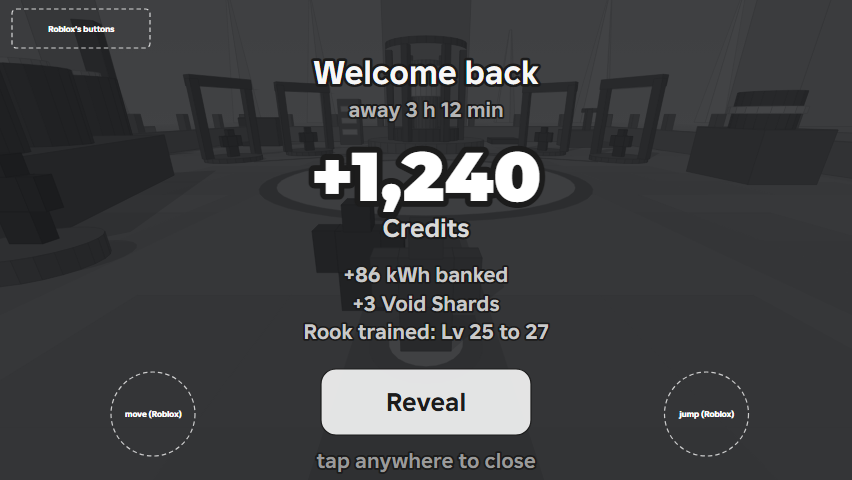 Roblox's buttons
Welcome back
away 3 h 12 min
+1,240
Credits
+86 kWh banked
+3 Void Shards
Rook trained: Lv 25 to 27
move (Roblox)
Reveal
jump (Roblox)
tap anywhere to close